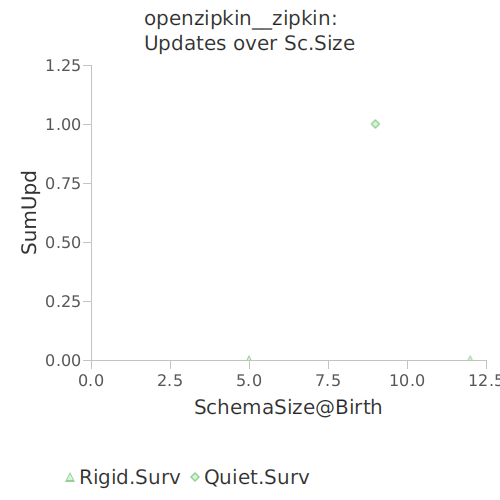 openzipkin__zipkin:
Updates over Sc.Size
1.25
1.00
0.75
0.50
0.25
0.00
SumUpd
0.0 2.5 5.0 7.5 10.0 12.5
SchemaSize@Birth
Rigid.Surv Quiet.Surv